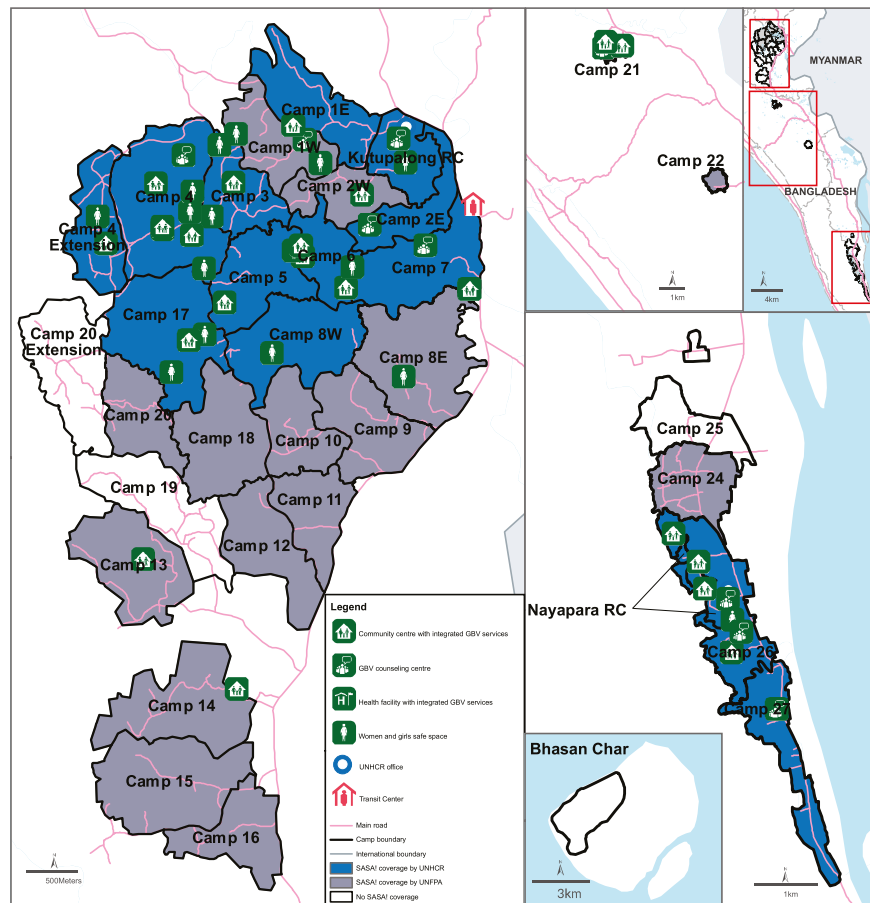 Camp 1E
Camp 1W
Kutupalong RC
Camp 2W
Camp 4
Camp 3
Camp 2E
Camp 4
Extension
Camp 6
Camp 5
Camp 7
Camp 17
Camp 8W
Camp 20
Extension
Camp 8E
Camp 20
Camp 18
Camp 10
Camp 9
Camp 19
Camp 11
Camp 12
Camp 13
Camp 14
Camp 15
Camp 16
N
500Meters
Legend
Community centre with integrated GBV services
GBV counseling centre
H
Health facility with integrated GBV services
Women and girls safe space
UNHCR office
Transit Center
Main road
Camp boundary
International boundary
SASA! coverage by UNHCR
SASA! coverage by UNFPA
No SASA! coverage
Camp 21
Camp 22
N
1km
MYANMAR
BANGLADESH
N
4km
Camp 25
Camp 24
Nayapara RC
Camp 26
Camp 27
N
1km
Bhasan Char
N
3km